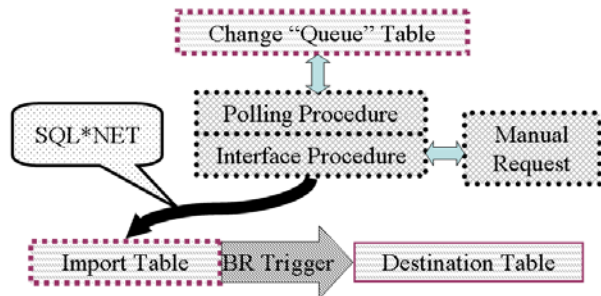 Change “Queue” Table
Polling Procedure
SQL*NET
Interface Procedure
Manual
Request
Import Table
BR Trigger
Destination Table